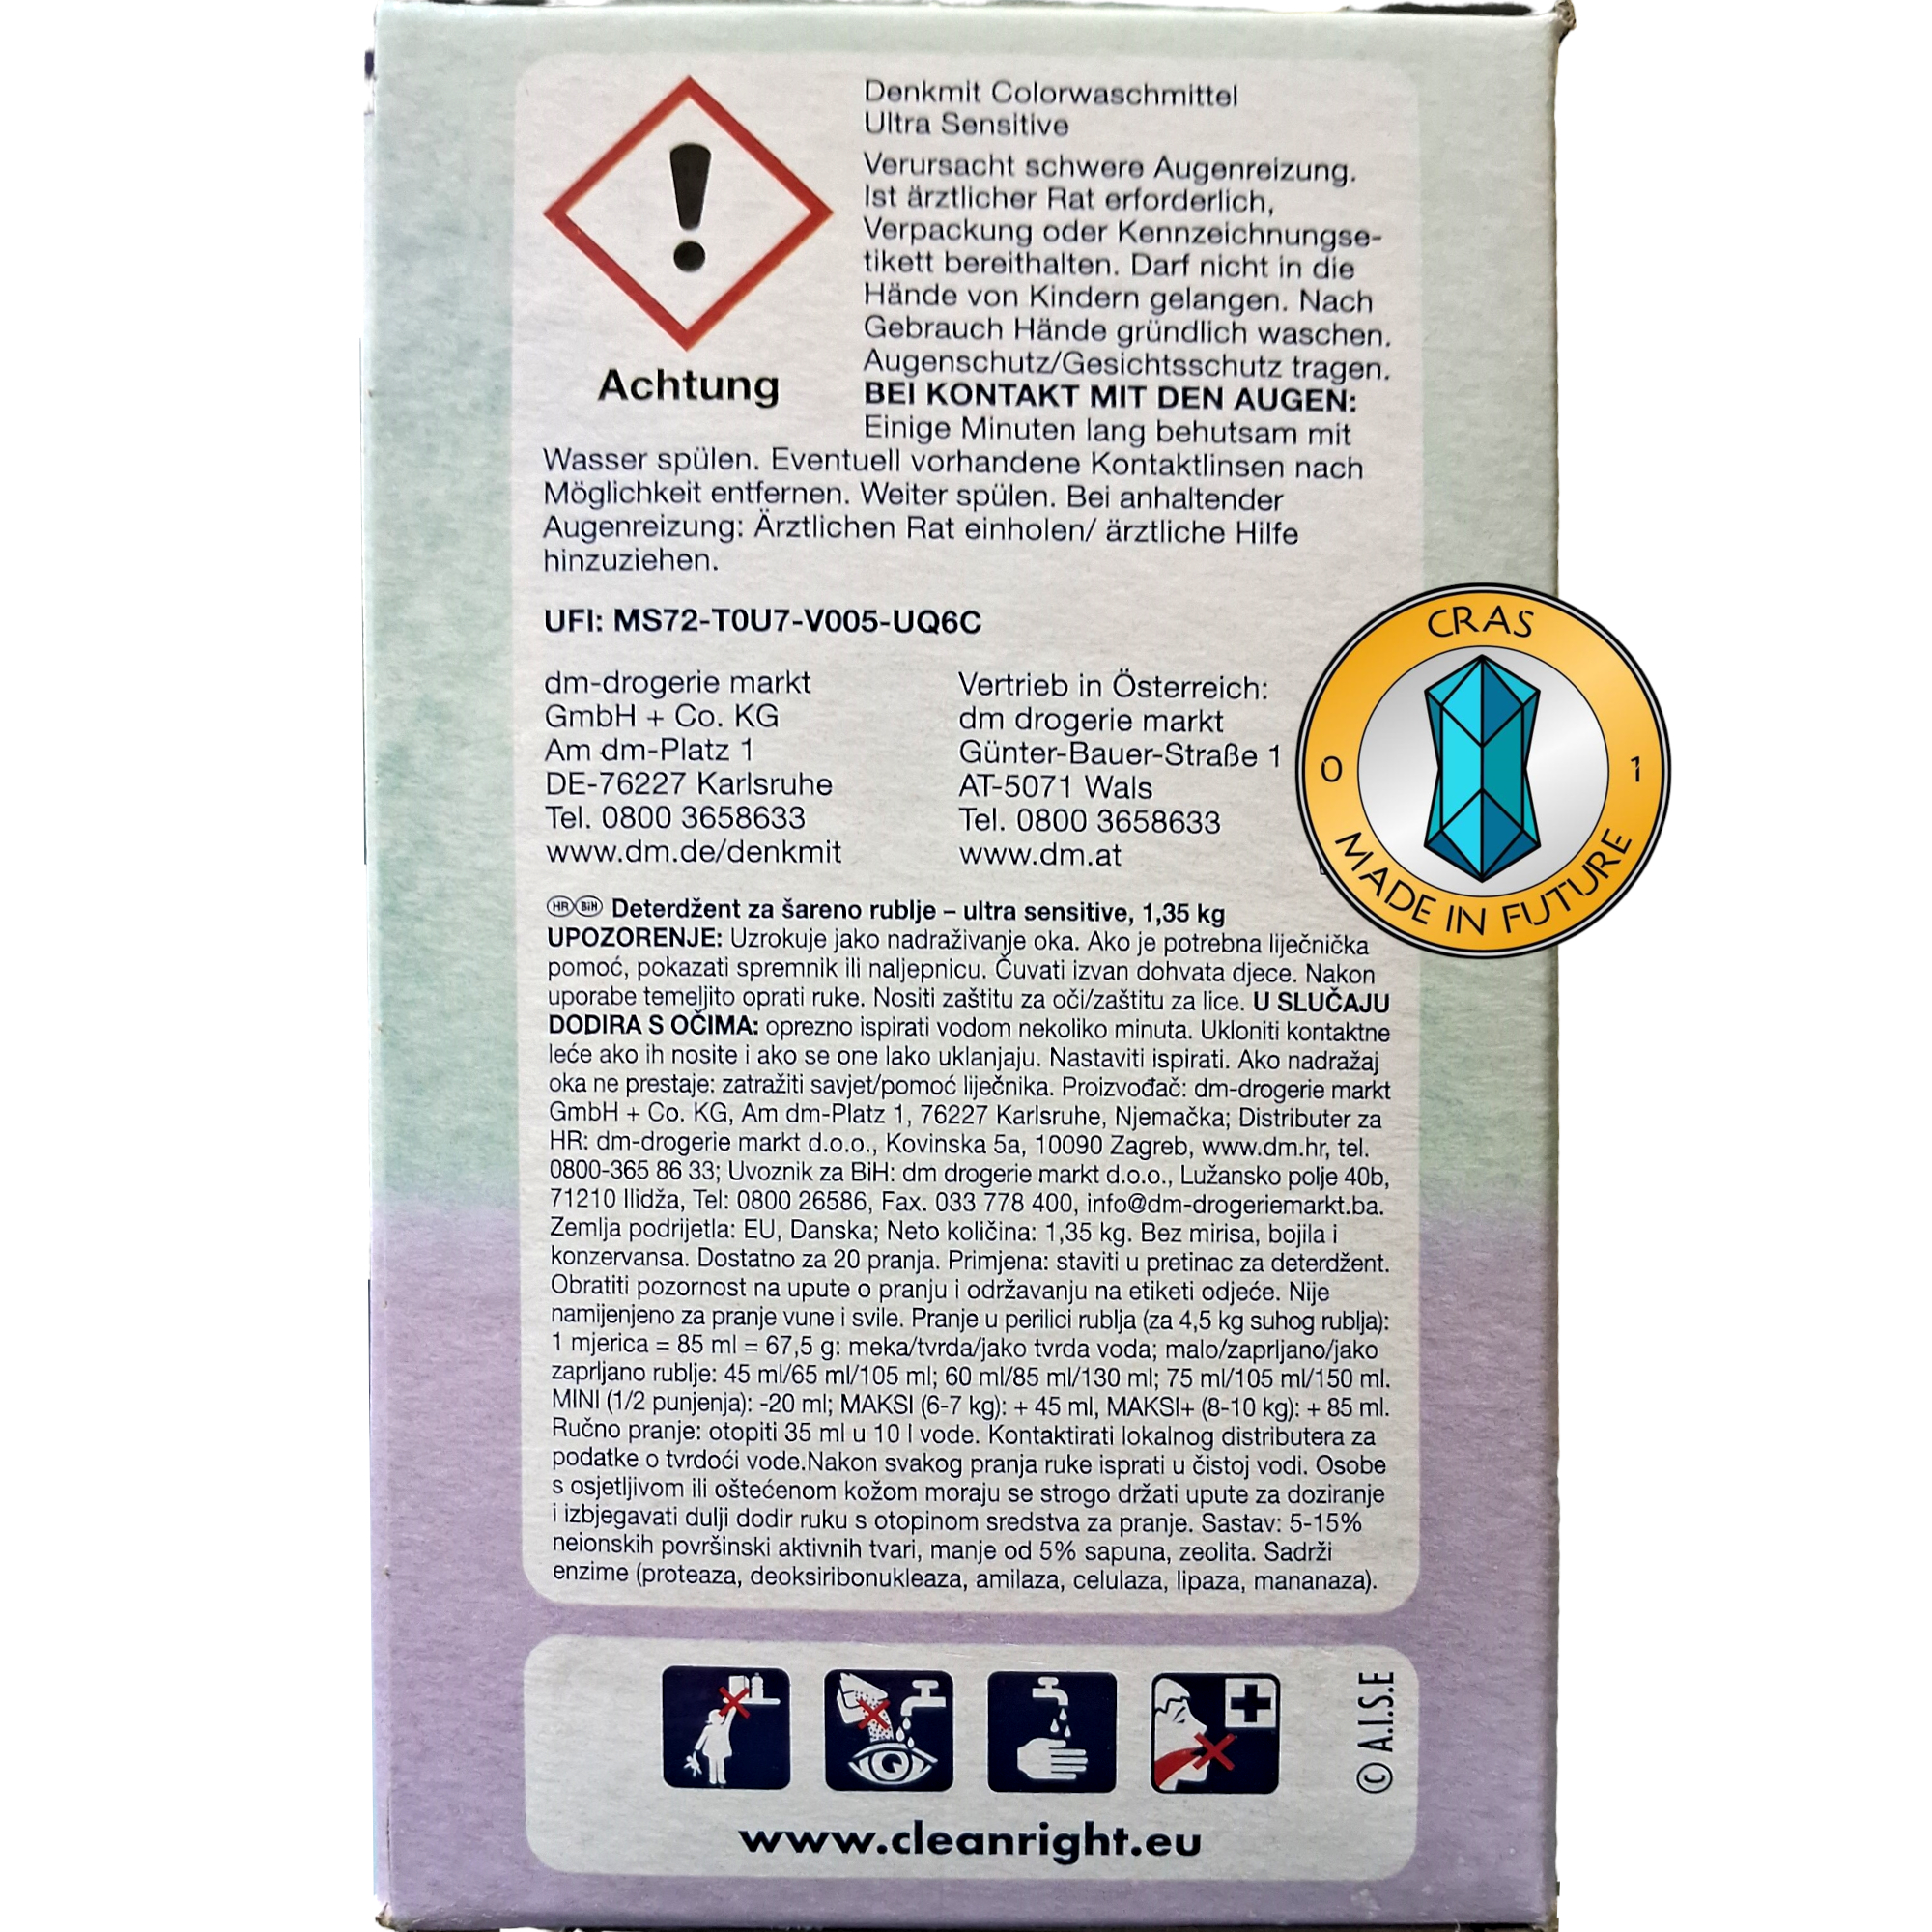 Denkmit Colorwaschmittel
Ultra Sensitive
Verursacht schwere Augenreizung.
Ist ärztlicher Rat erforderlich,
Verpackung oder Kennzeichnungse-
tikett bereithalten. Darf nicht in die
Hände von Kindern gelangen. Nach
Gebrauch Hände gründlich waschen.
Augenschutz/Gesichtsschutz tragen.
Achtung
BEI KONTAKT MIT DEN AUGEN:
Einige Minuten lang behutsam mit
Wasser spülen. Eventuell vorhandene Kontaktlinsen nach
Möglichkeit entfernen. Weiter spülen. Bei anhaltender
Augenreizung: Ärztlichen Rat einholen/ ärztliche Hilfe
hinzuziehen.
UFI: MS72-T0U7-V005-UQ6C
dm-drogerie markt
GmbH + Co. KG
Am dm-Platz 1
DE-76227 Karlsruhe
Tel. 0800 3658633
www.dm.de/denkmit
Vertrieb in Österreich:
dm drogerie markt
Günter-Bauer-Straße 1
AT-5071 Wals
Tel. 0800 3658633
www.dm.at
CRAS
0 1
MADE IN FUTURE
HR BiH Deterdžent za šareno rublje – ultra sensitive, 1,35 kg
UPOZORENJE: Uzrokuje jako nadraživanje oka. Ako je potrebna liječnička
pomoć, pokazati spremnik ili naljepnicu. Čuvati izvan dohvata djece. Nakon
uporabe temeljito oprati ruke. Nositi zaštitu za oči/zaštitu za lice. U SLUČAJU
DODIRA S OČIMA: oprezno ispirati vodom nekoliko minuta. Ukloniti kontaktne
leće ako ih nosite i ako se one lako uklanjaju. Nastaviti ispirati. Ako nadražaj
oka ne prestaje: zatražiti savjet/pomoć liječnika. Proizvođač: dm-drogerie markt
GmbH + Co. KG, Am dm-Platz 1, 76227 Karlsruhe, Njemačka; Distributer za
HR: dm-drogerie markt d.o.o., Kovinska 5a, 10090 Zagreb, www.dm.hr, tel.
0800-365 86 33; Uvoznik za BiH: dm drogerie markt d.o.o., Lužansko polje 40b,
71210 Ilidža, Tel: 0800 26586, Fax. 033 778 400, info@dm-drogeriemarkt.ba.
Zemlja podrijetla: EU, Danska; Neto količina: 1,35 kg. Bez mirisa, bojila i
konzervansa. Dostatno za 20 pranja. Primjena: staviti u pretinac za deterdžent.
Obratiti pozornost na upute o pranju i održavanju na etiketi odjeće. Nije
namijenjeno za pranje vune i svile. Pranje u perilici rublja (za 4,5 kg suhog rublja):
1 mjerica = 85 ml = 67,5 g: meka/tvrda/jako tvrda voda; malo/zaprljano/jako
zaprljano rublje: 45 ml/65 ml/105 ml; 60 ml/85 ml/130 ml; 75 ml/105 ml/150 ml.
MINI (1/2 punjenja): -20 ml; MAKSI (6-7 kg): + 45 ml, MAKSI+ (8-10 kg): + 85 ml.
Ručno pranje: otopiti 35 ml u 10 l vode. Kontaktirati lokalnog distributera za
podatke o tvrdoći vode.Nakon svakog pranja ruke isprati u čistoj vodi. Osobe
s osjetljivom ili oštećenom kožom moraju se strogo držati upute za doziranje
i izbjegavati dulji dodir ruku s otopinom sredstva za pranje. Sastav: 5-15%
neionskih površinski aktivnih tvari, manje od 5% sapuna, zeolita. Sadrži
enzime (proteaza, deoksiribonukleaza, amilaza, celulaza, lipaza, mananaza).
© A.I.S.E
www.cleanright.eu